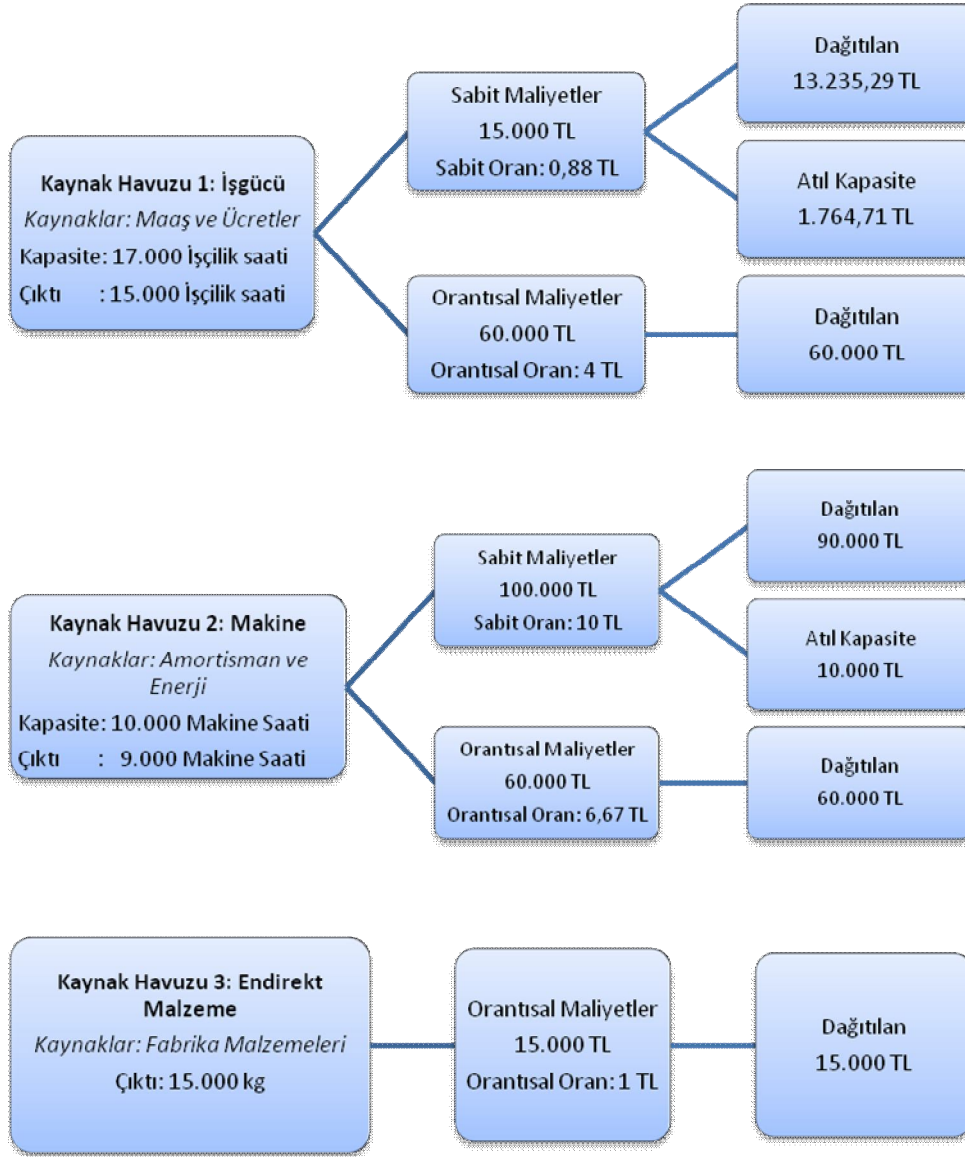 Kaynak Havuzu 1: İşgücü
Kaynaklar: Maaş ve Ücretler
Kapasite: 17.000 İşçilik saati
Çıktı : 15.000 İşçilik saati
Sabit Maliyetler
15.000 TL
Sabit Oran: 0,88 TL
Dağıtılan
13.235,29 TL
Atıl Kapasite
1.764,71 TL
Orantısal Maliyetler
60.000 TL
Orantısal Oran: 4 TL
Dağıtılan
60.000 TL
Kaynak Havuzu 2: Makine
Kaynaklar: Amortisman ve
Enerji
Kapasite: 10.000 Makine Saati
Çıktı : 9.000 Makine Saati
Sabit Maliyetler
100.000 TL
Sabit Oran: 10 TL
Dağıtılan
90.000 TL
Atıl Kapasite
10.000 TL
Orantısal Maliyetler
60.000 TL
Orantısal Oran: 6,67 TL
Dağıtılan
60.000 TL
Kaynak Havuzu 3: Endirekt
Malzeme
Kaynaklar: Fabrika Malzemeleri
Çıktı: 15.000 kg
Orantısal Maliyetler
15.000 TL
Orantısal Oran: 1 TL
Dağıtılan
15.000 TL